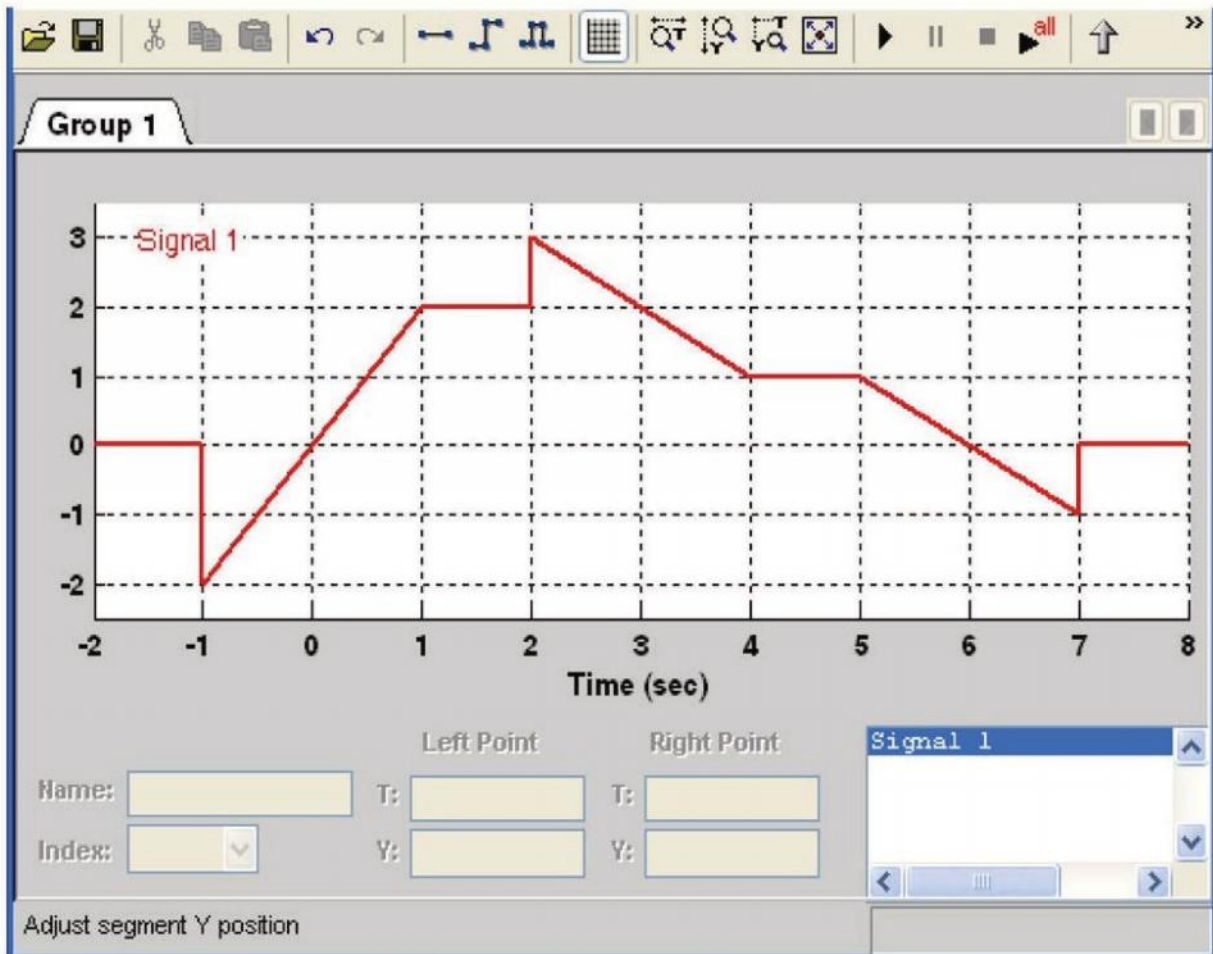 all
»
Group 1
Signal 1
3
2
1
0
-1
-2
-2 -1 0 1 2 3 4 5 6 7 8
Time (sec)
Left Point Right Point
Name: T: T:
Index: Y: Y:
Signal 1
Adjust segment Y position